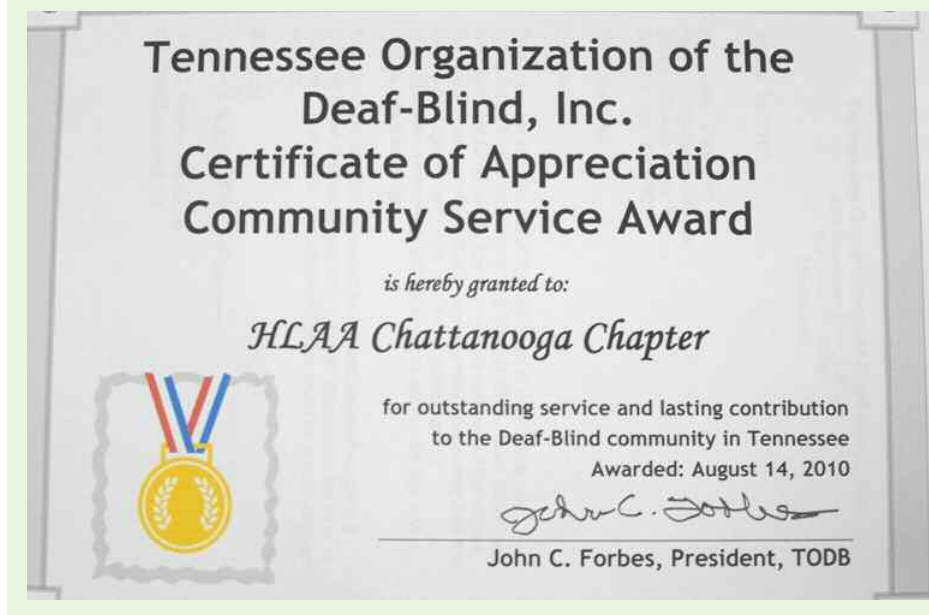 Tennessee Organization of the
Deaf-Blind, Inc.
Certificate of Appreciation
Community Service Award
is hereby granted to:
HLAA Chattanooga Chapter
for outstanding service and lasting contribution
to the Deaf-Blind community in Tennessee
Awarded: August 14, 2010
John C. Forbes
John C. Forbes, President, TODB